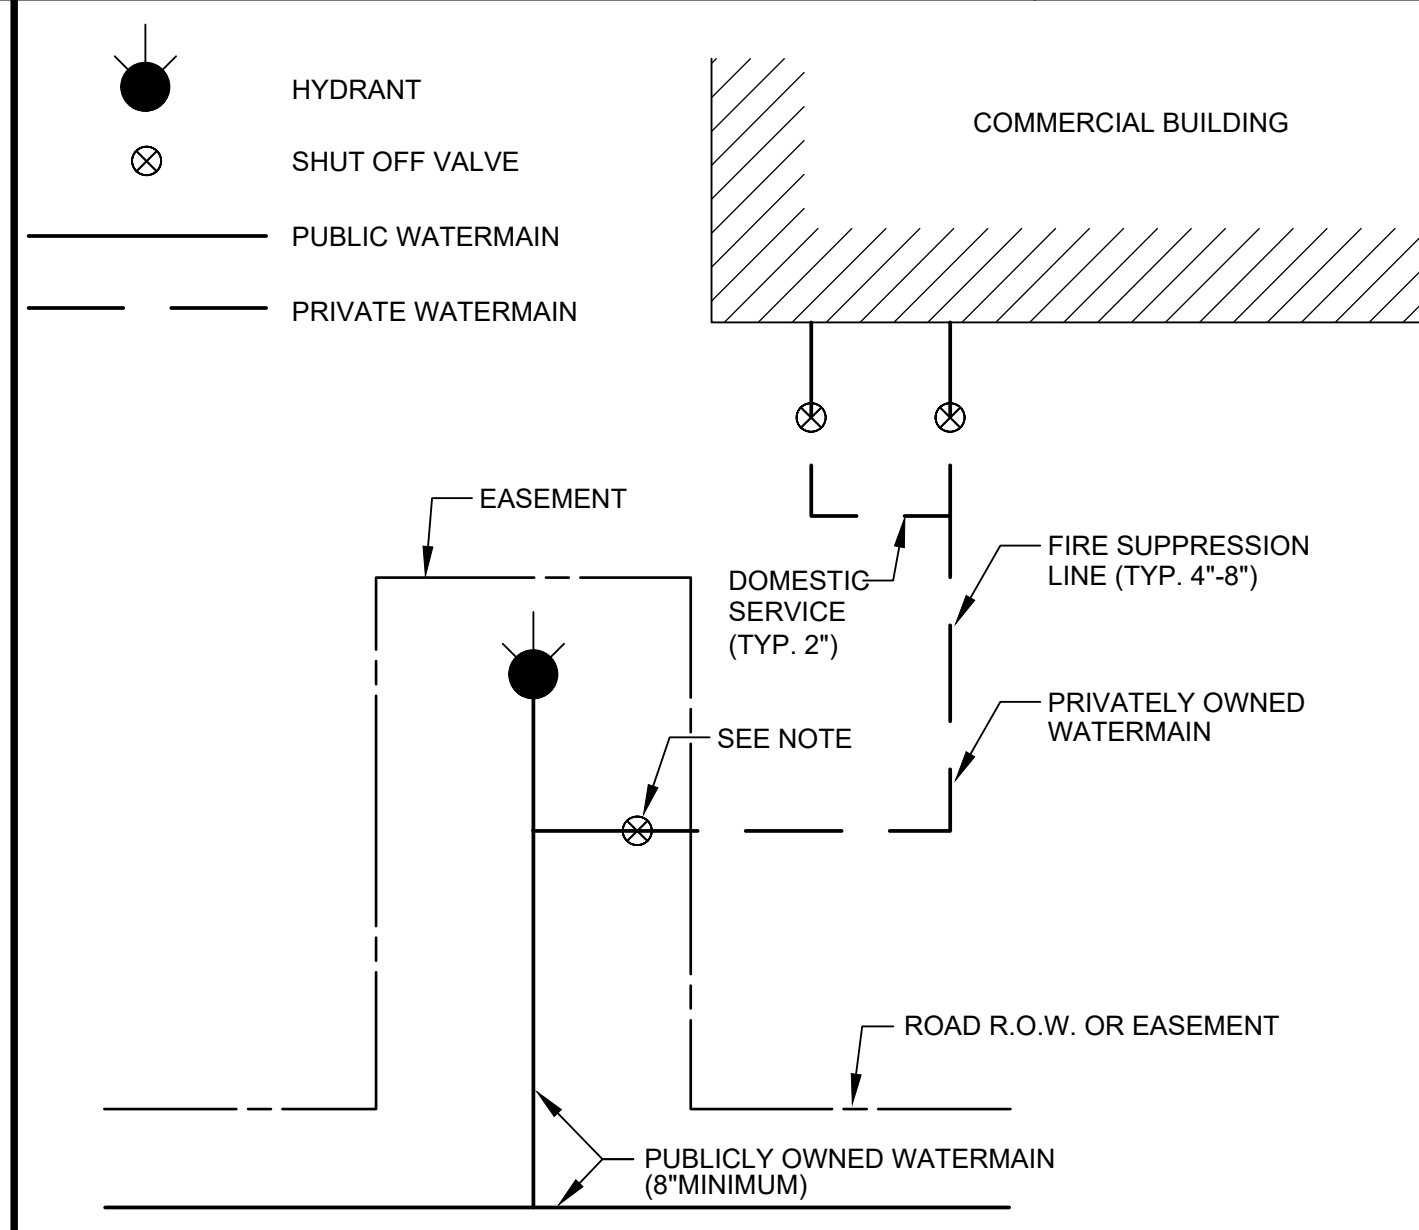 HYDRANT
SHUT OFF VALVE
PUBLIC WATERMAIN
PRIVATE WATERMAIN
COMMERCIAL BUILDING
EASEMENT
DOMESTIC
SERVICE
(TYP. 2")
FIRE SUPPRESSION
LINE (TYP. 4"-8")
SEE NOTE
PRIVATELY OWNED
WATERMAIN
ROAD R.O.W. OR EASEMENT
PUBLICLY OWNED WATERMAIN
(8"MINIMUM)